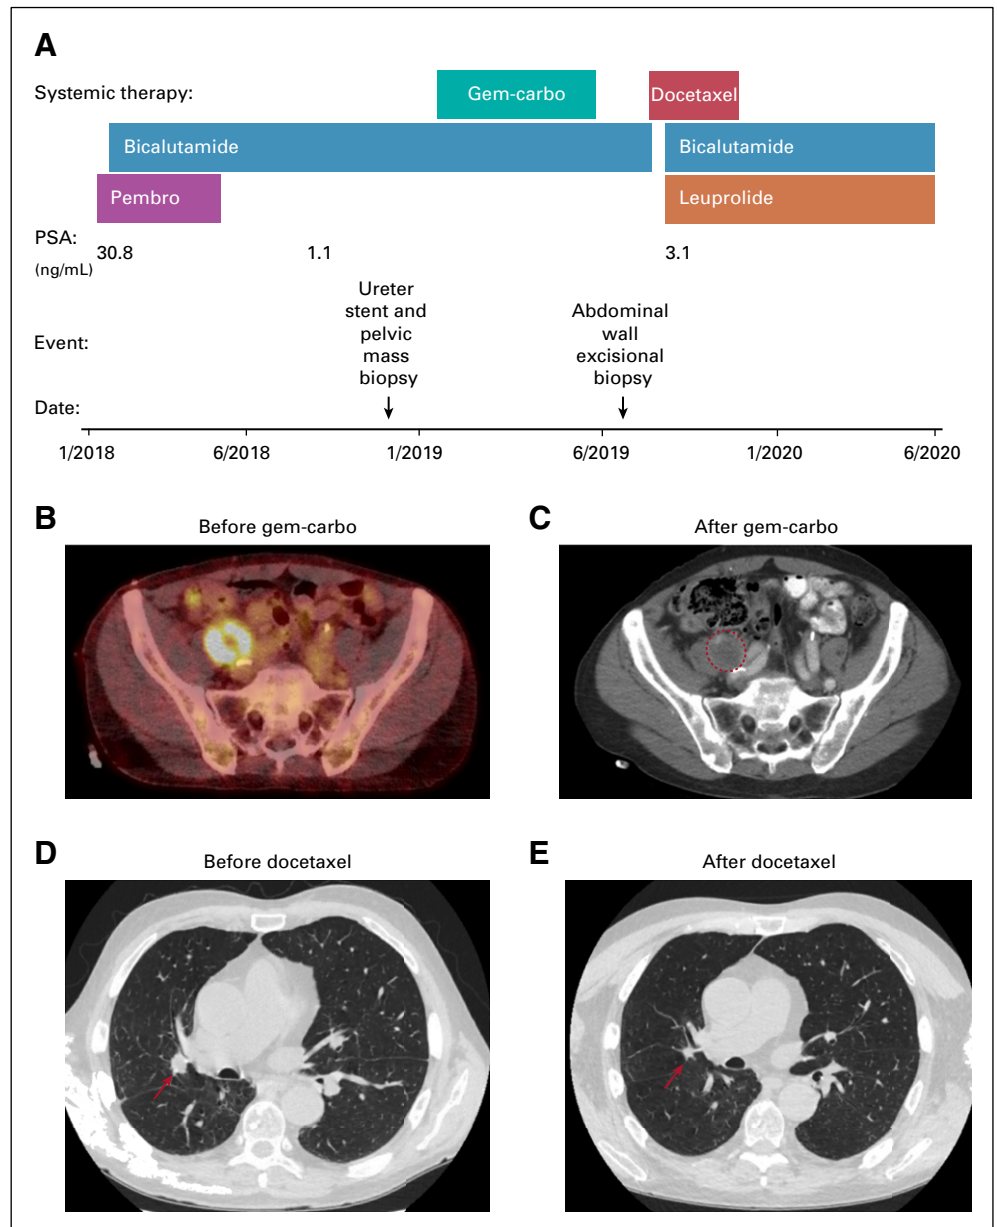 A
Systemic therapy:
Gem-carbo
Docetaxel
Bicalutamide
Bicalutamide
Pembro
Leuprolide
PSA:
(ng/mL)
30.8
1.1
3.1
Event:
Ureter
stent and
pelvic
mass
biopsy
Abdominal
wall
excisional
biopsy
Date:
1/2018
6/2018
1/2019
6/2019
1/2020
6/2020
B
Before gem-carbo
C
After gem-carbo
D
Before docetaxel
E
After docetaxel